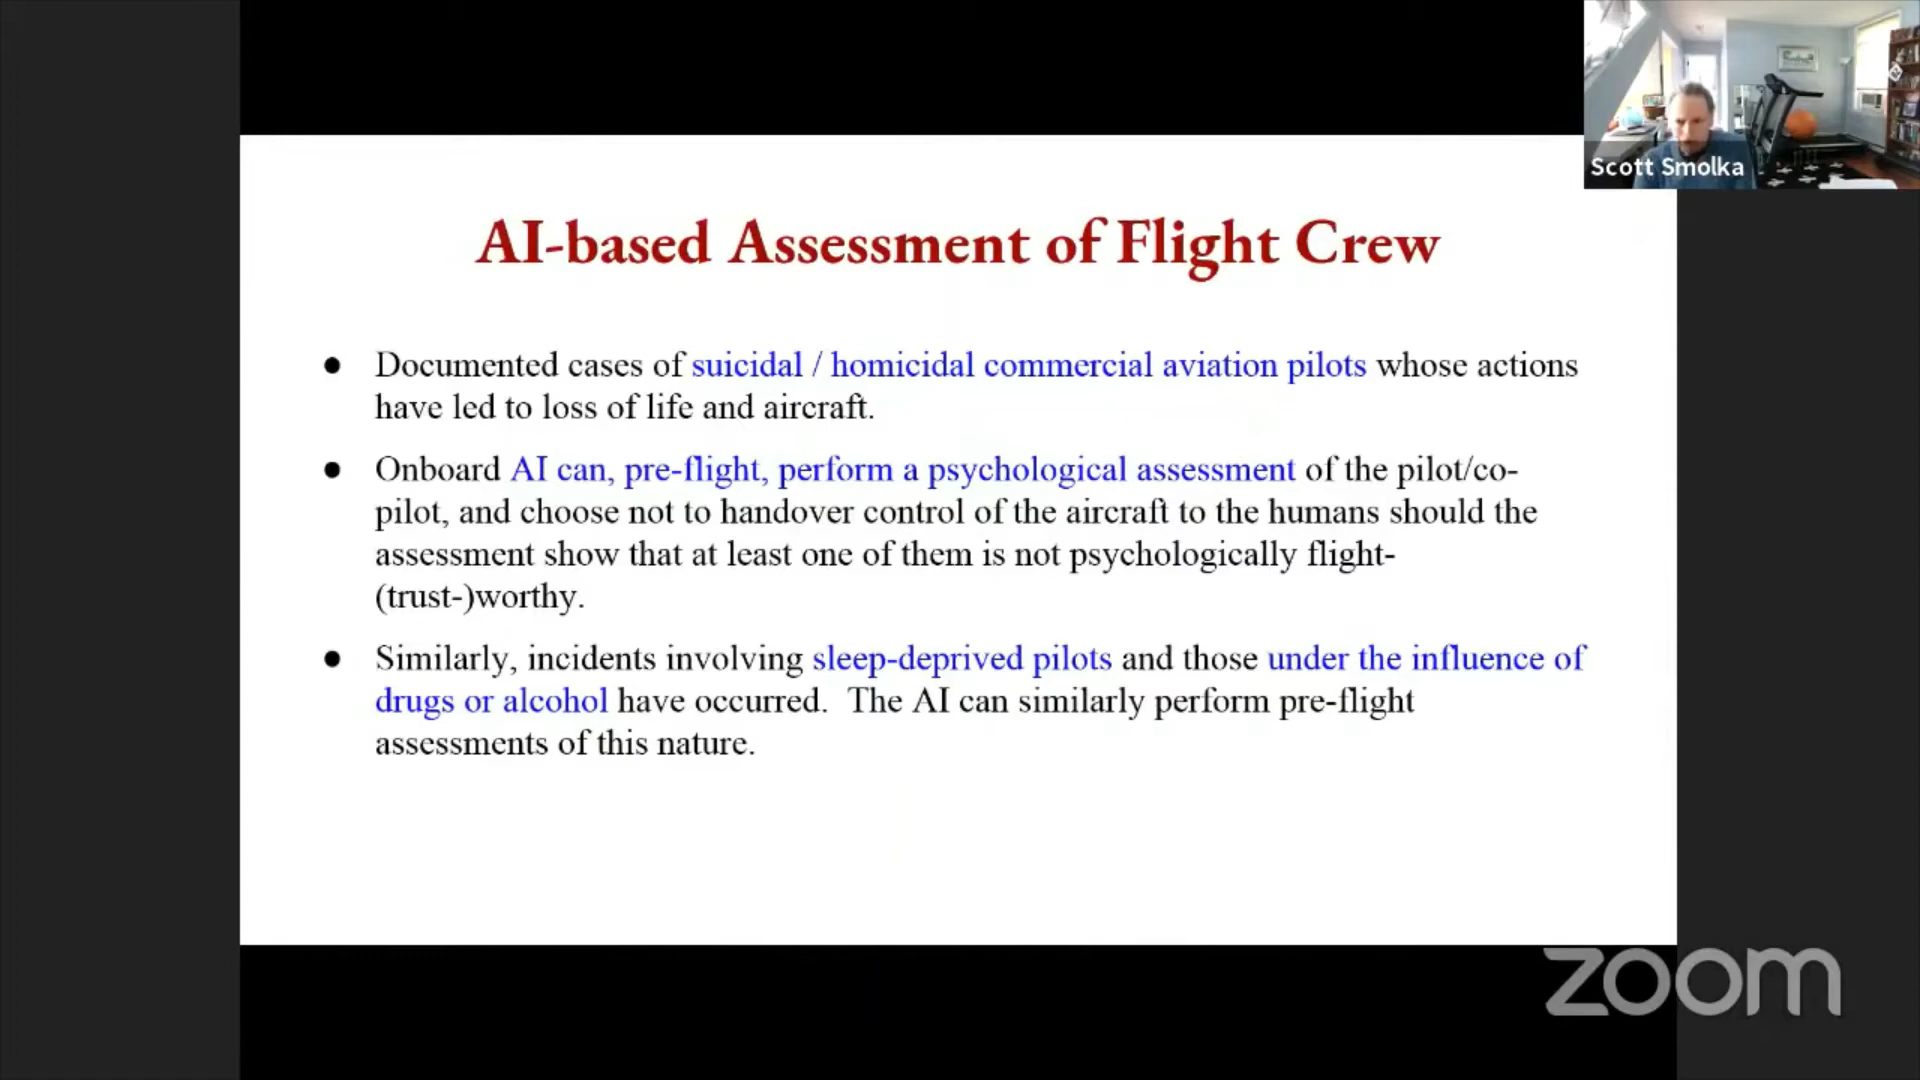 Scott Smolka
AI-based Assessment of Flight Crew
● Documented cases of suicidal / homicidal commercial aviation pilots whose actions
have led to loss of life and aircraft.
● Onboard AI can, pre-flight, perform a psychological assessment of the pilot/co-
pilot, and choose not to handover control of the aircraft to the humans should the
assessment show that at least one of them is not psychologically flight-
(trust-)worthy.
● Similarly, incidents involving sleep-deprived pilots and those under the influence of
drugs or alcohol have occurred.  The AI can similarly perform pre-flight
assessments of this nature.
zoom